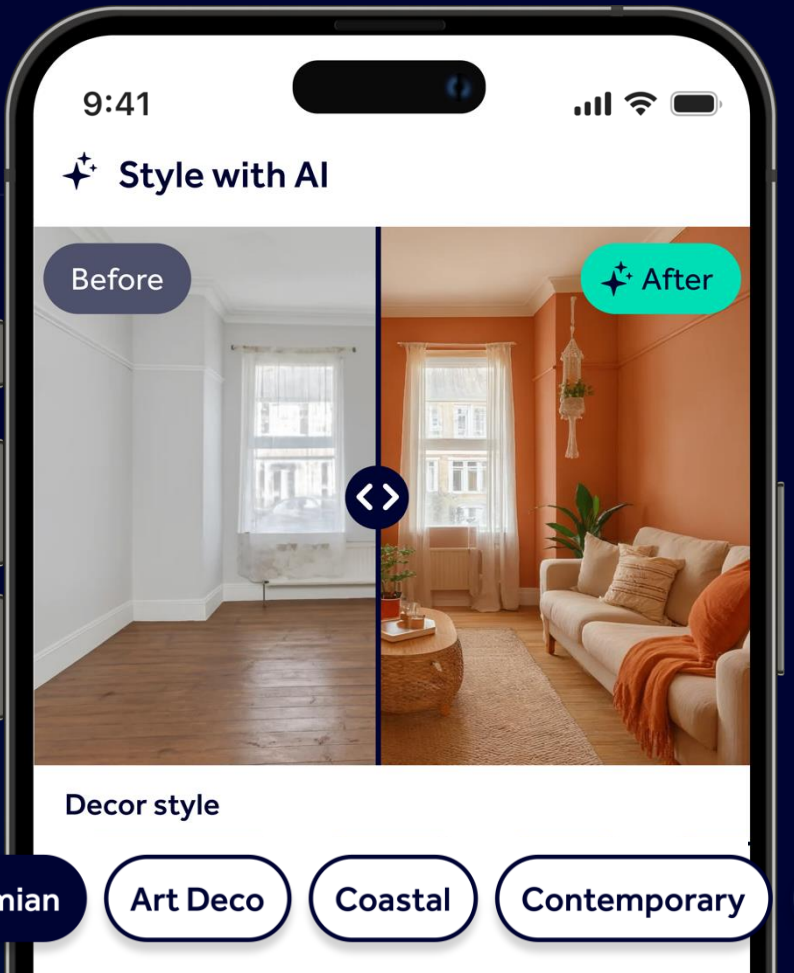 9:41
Style with AI
Before
After
Decor style
mian
Art Deco
Coastal
Contemporary